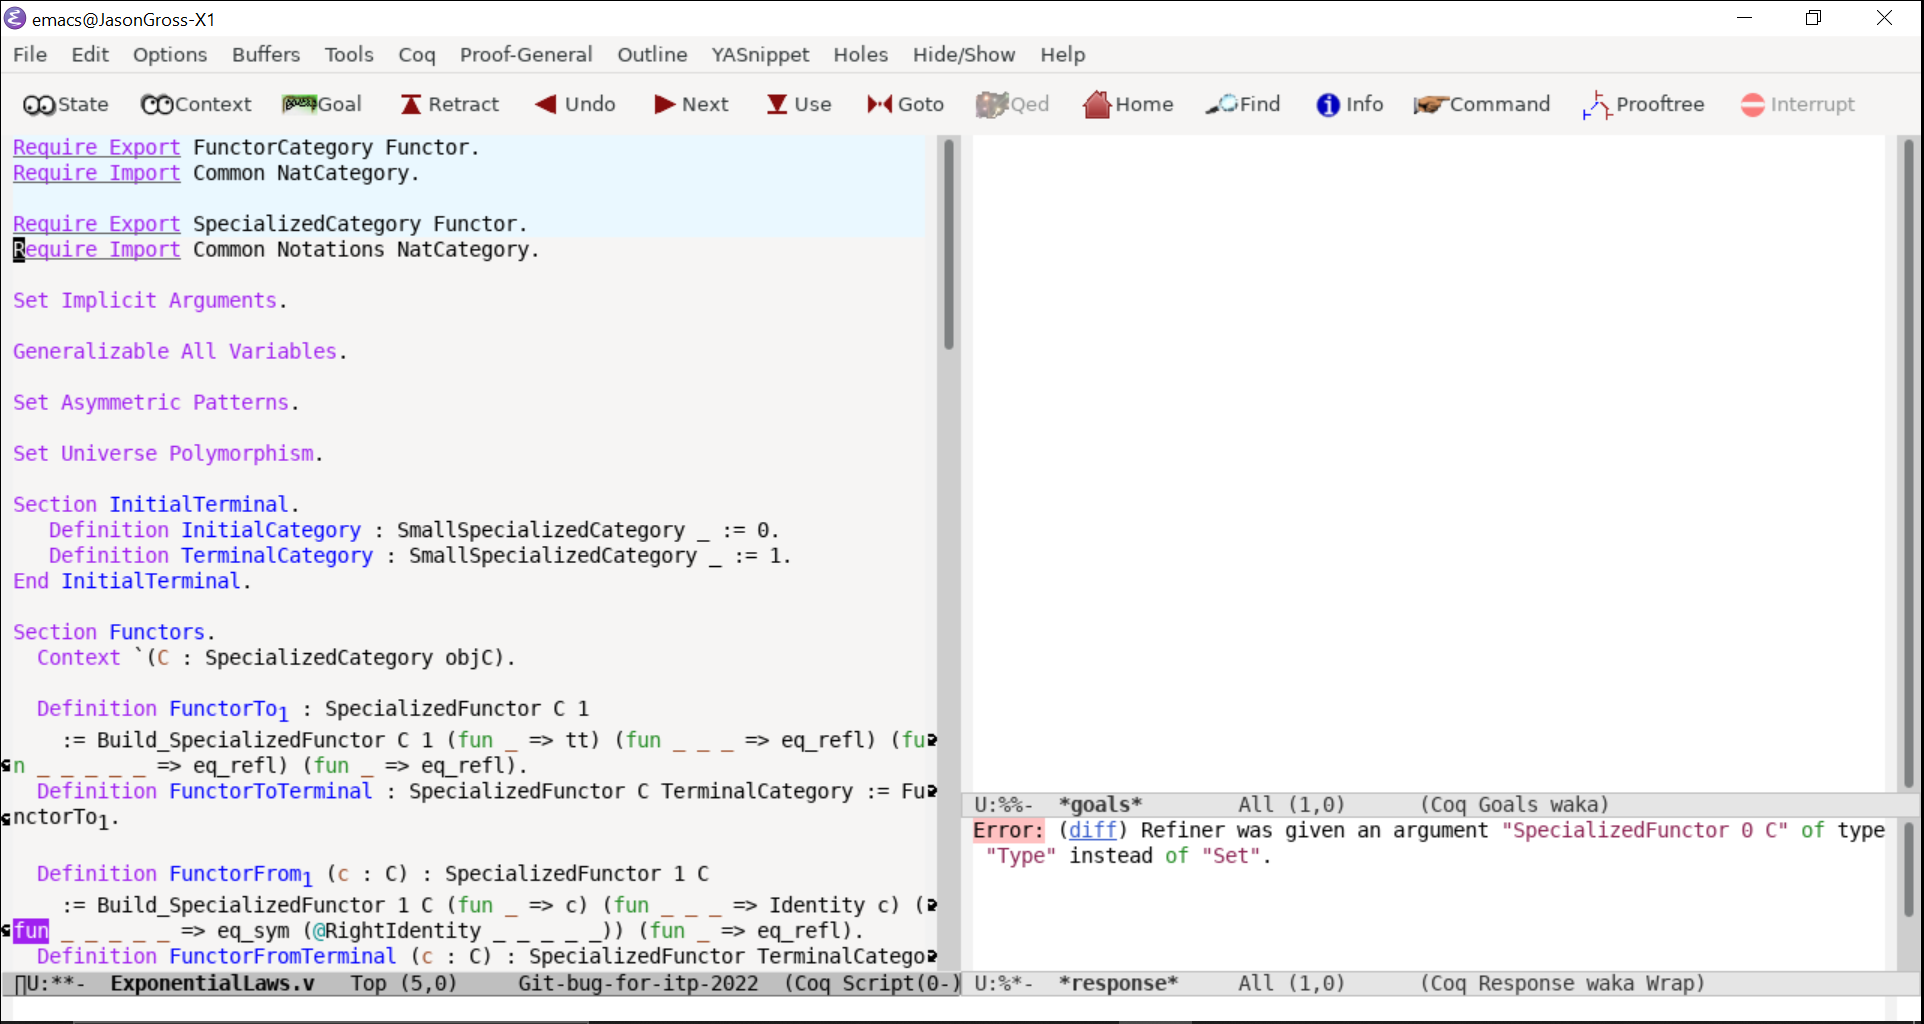 emacs@JasonGross-X1
File Edit Options Buffers Tools Coq Proof-General Outline YASnippet Holes Hide/Show Help
State Context Goal Retract Undo Next Use Goto Qed Home Find Info Command Prooftree Interrupt
Require Export FunctorCategory Functor.
Require Import Common NatCategory.
Require Export SpecializedCategory Functor.
Require Import Common Notations NatCategory.
Set Implicit Arguments.
Generalizable All Variables.
Set Asymmetric Patterns.
Set Universe Polymorphism.
Section InitialTerminal.
   Definition InitialCategory : SmallSpecializedCategory _ := 0.
   Definition TerminalCategory : SmallSpecializedCategory _ := 1.
End InitialTerminal.
Section Functors.
  Context `(C : SpecializedCategory objC).
  Definition FunctorTo₁ : SpecializedFunctor C 1
    := Build_SpecializedFunctor C 1 (fun _ => tt) (fun _ _ _ => eq_refl) (fu
n _ _ _ _ _ => eq_refl) (fun _ => eq_refl).
  Definition FunctorToTerminal : SpecializedFunctor C TerminalCategory := Fu
nctorTo₁.
  Definition FunctorFrom₁ (c : C) : SpecializedFunctor 1 C
    := Build_SpecializedFunctor 1 C (fun _ => c) (fun _ _ _ => Identity c) (
fun _ _ _ _ _ => eq_sym (@RightIdentity _ _ _ _ _)) (fun _ => eq_refl).
  Definition FunctorFromTerminal (c : C) : SpecializedFunctor TerminalCatego
U:**-  ExponentialLaws.v   Top (5,0)     Git-bug-for-itp-2022  (Coq Script(0-)
U:%%-  *goals*        All (1,0)      (Coq Goals waka)
Error: (diff) Refiner was given an argument "SpecializedFunctor 0 C" of type
 "Type" instead of "Set".
U:%*-  *response*     All (1,0)      (Coq Response waka Wrap)